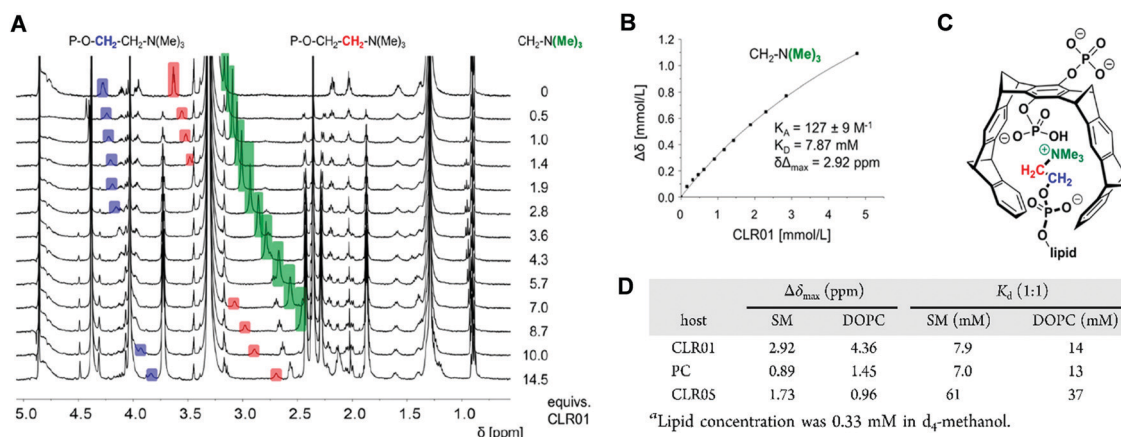 A
P-O-CH₂-CH₂-N(Me)₃
P-O-CH₂-CH₂-N(Me)₃
CH₂-N(Me)₃
0
0.5
1.0
1.4
1.9
2.8
3.6
4.3
5.7
7.0
8.7
10.0
14.5
5.0 4.5 4.0 3.5 3.0 2.5 2.0 1.5 1.0
δ [ppm]
equivs.
CLR01
B
CH₂-N(Me)₃
Δδ [mmol/L]
1.2
1.0
0.8
0.6
0.4
0.2
0.0
K_A = 127 ± 9 M⁻¹
K_D = 7.87 mM
δΔ_max = 2.92 ppm
0 1 2 3 4 5
CLR01 [mmol/L]
C
O
O P O ⊖
O ⊖
O
O
⊖ O P OH
⊕ NMe₃
H₂C
CH₂
O
O P O ⊖
O
lipid
D
Δδ_max (ppm) K_d (1:1)
host SM DOPC SM (mM) DOPC (mM)
CLR01 2.92 4.36 7.9 14
PC 0.89 1.45 7.0 13
CLR05 1.73 0.96 61 37
ᵃLipid concentration was 0.33 mM in d₄-methanol.